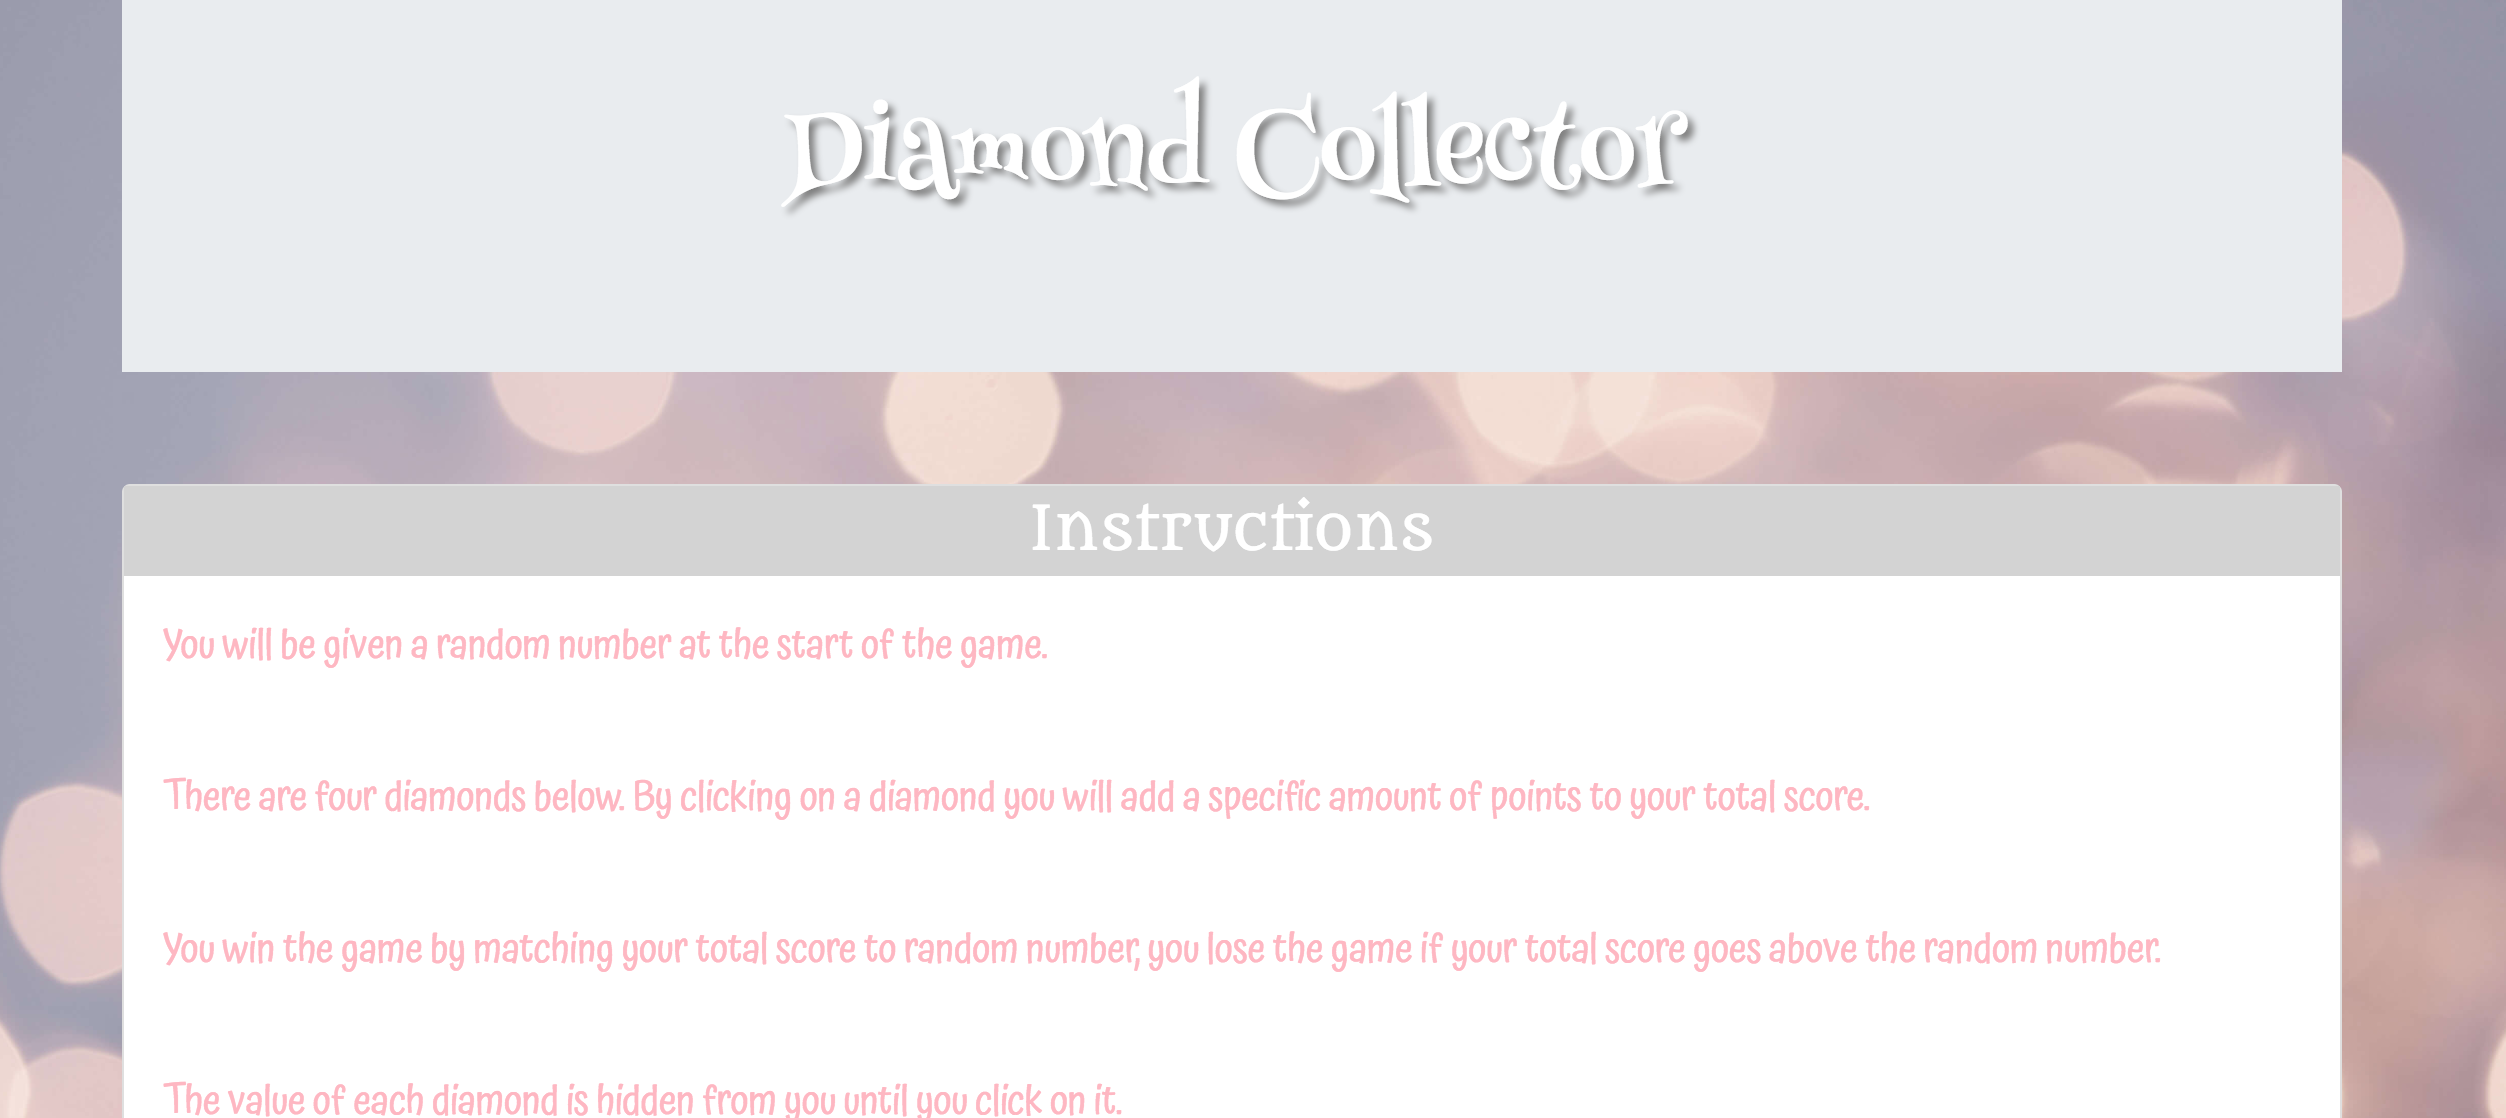 Diamond Collector
Instructions
You will be given a random number at the start of the game.
There are four diamonds below. By clicking on a diamond you will add a specific amount of points to your total score.
You win the game by matching your total score to random number, you lose the game if your total score goes above the random number.
The value of each diamond is hidden from you until you click on it.